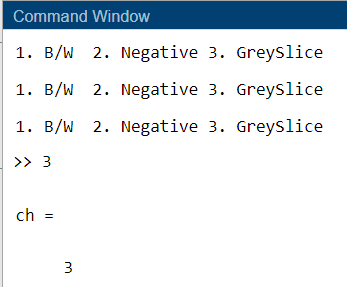 Command Window
1. B/W 2. Negative 3. GreySlice
1. B/W 2. Negative 3. GreySlice
1. B/W 2. Negative 3. GreySlice
>> 3
ch =
3